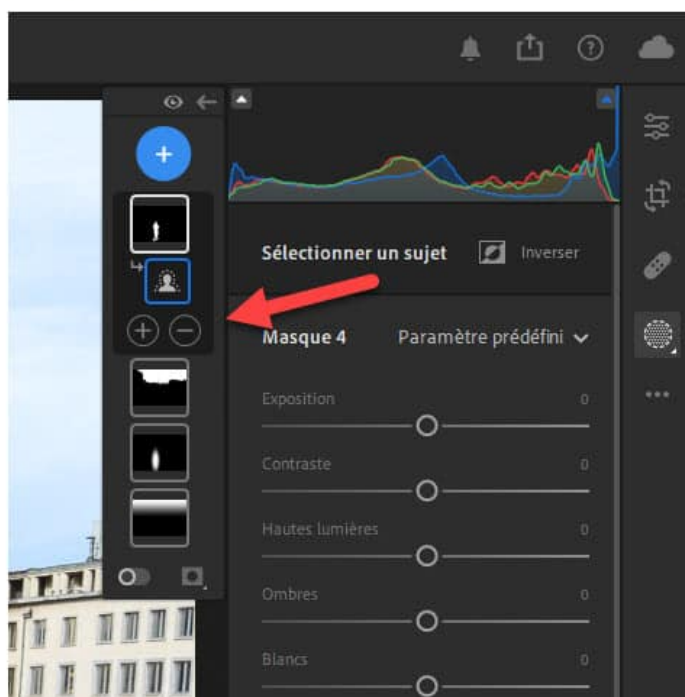 Sélectionner un sujet Inverser
Masque 4 Paramètre prédéfini
Exposition 0
Contraste 0
Hautes lumières 0
Ombres 0
Blancs 0